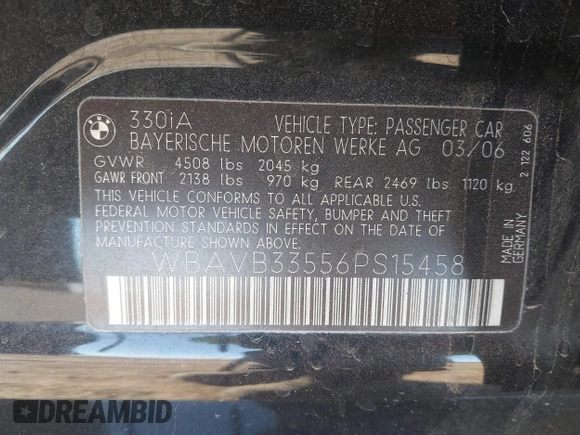 BMW
330iA VEHICLE TYPE: PASSENGER CAR
BAYERISCHE MOTOREN WERKE AG 03/06
GVWR 4508 lbs 2045 kg
GAWR FRONT 2138 lbs 970 kg REAR 2469 lbs 1120 kg
THIS VEHICLE CONFORMS TO ALL APPLICABLE U.S.
FEDERAL MOTOR VEHICLE SAFETY, BUMPER AND THEFT
PREVENTION STANDARDS IN EFFECT ON THE DATE OF
MANUFACTURE SHOWN ABOVE.
WBAVB33556PS15458
2 122 606
MADE IN
GERMANY
DREAMBID